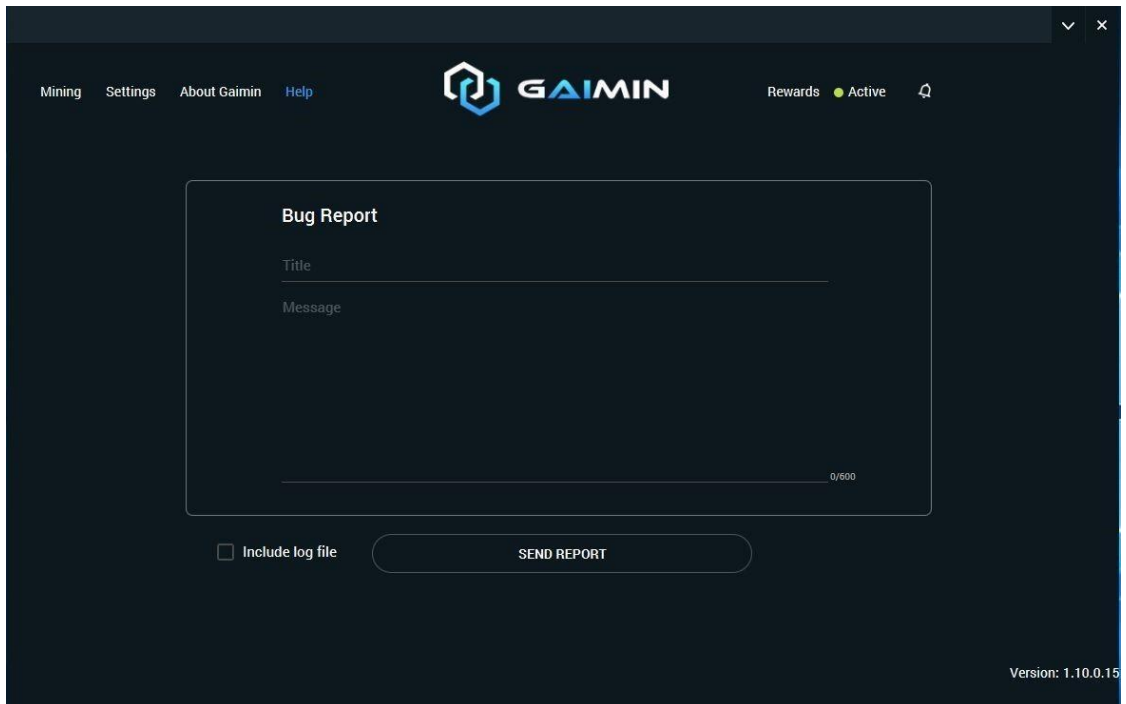 Mining Settings About Gaimin Help GAIMIN Rewards Active
Bug Report
Title
Message
0/600
Include log file SEND REPORT
Version: 1.10.0.15